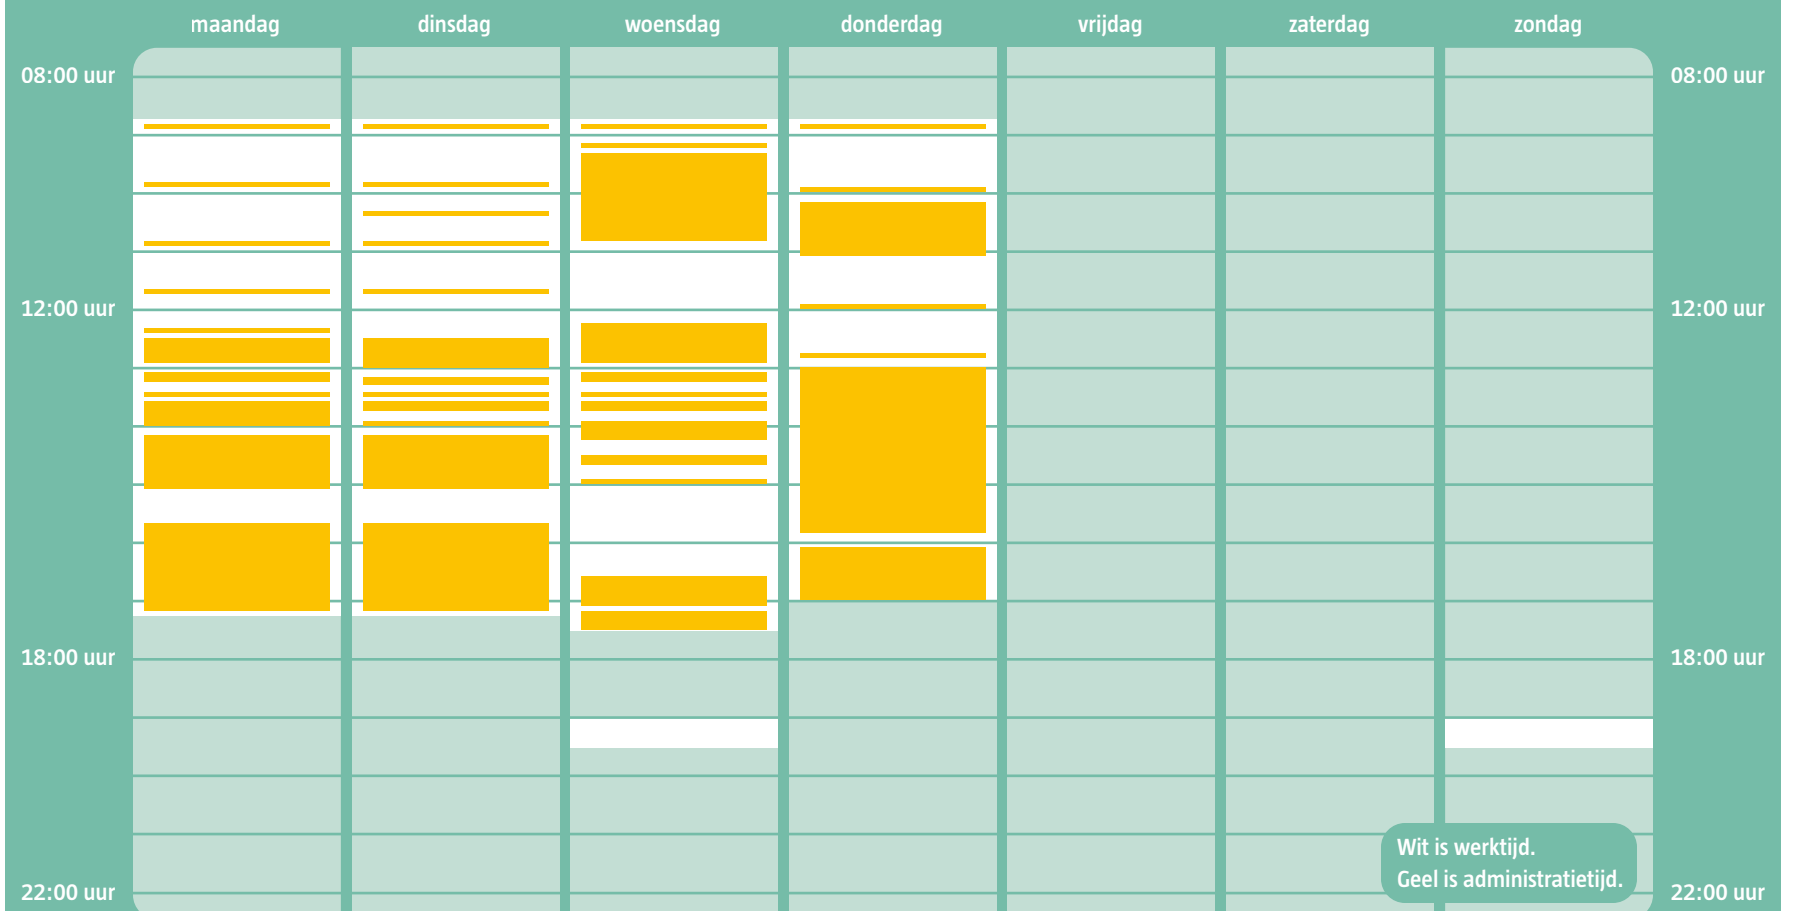 maandag dinsdag woensdag donderdag vrijdag zaterdag zondag
08:00 uur 08:00 uur
12:00 uur 12:00 uur
18:00 uur 18:00 uur
Wit is werktijd.
Geel is administratietijd.
22:00 uur 22:00 uur